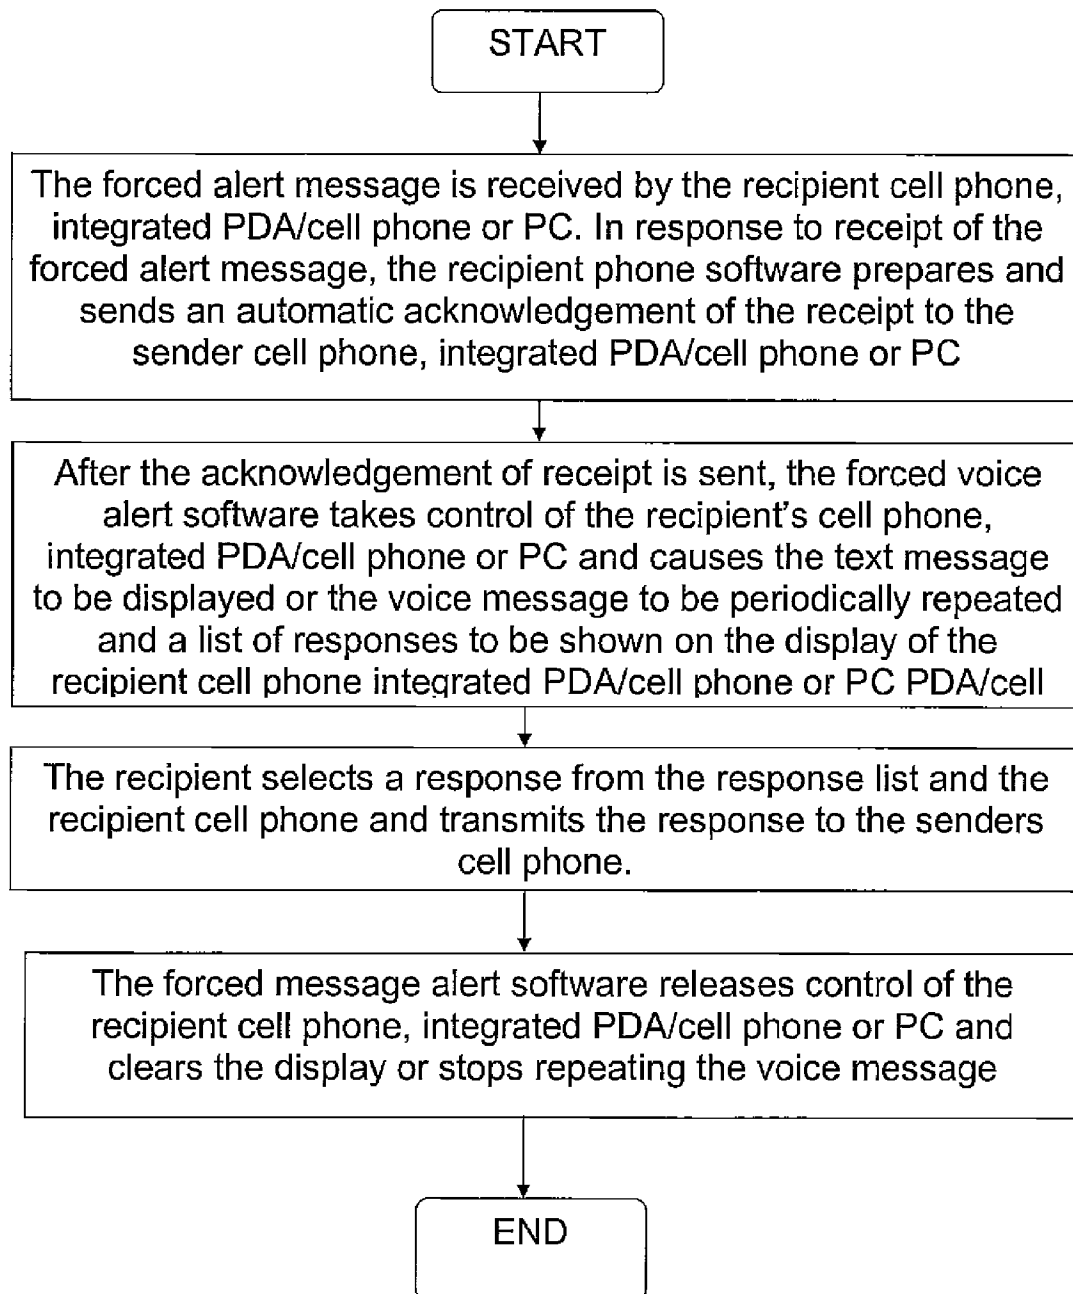 START
The forced alert message is received by the recipient cell phone,
integrated PDA/cell phone or PC. In response to receipt of the
forced alert message, the recipient phone software prepares and
sends an automatic acknowledgement of the receipt to the
sender cell phone, integrated PDA/cell phone or PC
After the acknowledgement of receipt is sent, the forced voice
alert software takes control of the recipient's cell phone,
integrated PDA/cell phone or PC and causes the text message
to be displayed or the voice message to be periodically repeated
and a list of responses to be shown on the display of the
recipient cell phone integrated PDA/cell phone or PC PDA/cell
The recipient selects a response from the response list and the
recipient cell phone and transmits the response to the senders
cell phone.
The forced message alert software releases control of the
recipient cell phone, integrated PDA/cell phone or PC and
clears the display or stops repeating the voice message
END